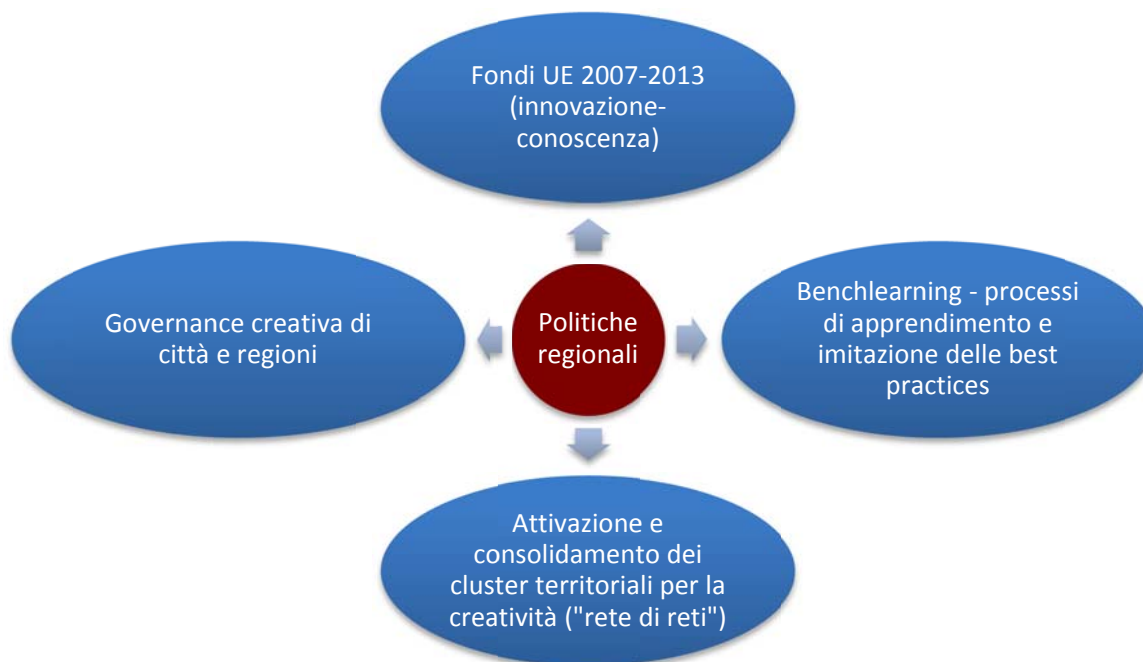 Fondi UE 2007-2013
(innovazione-
conoscenza)
Governance creativa di
città e regioni
Politiche
regionali
Benchlearning - processi
di apprendimento e
imitazione delle best
practices
Attivazione e
consolidamento dei
cluster territoriali per la
creatività ("rete di reti")